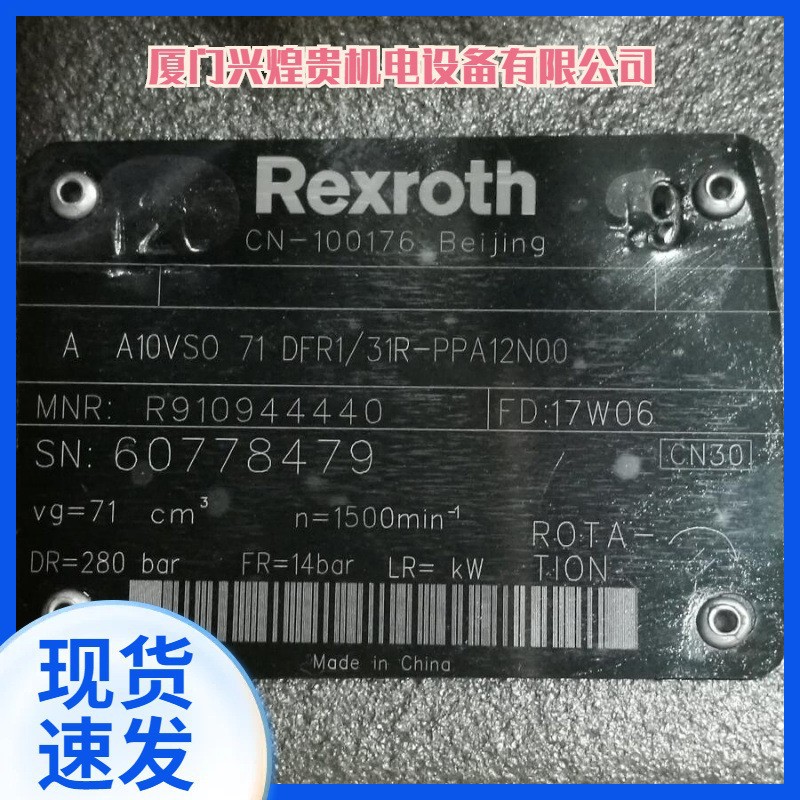 厦门兴煌贵机电设备有限公司
Rexroth
CN-100176 Beijing
A A10VSO 71 DFR1/31R-PPA12N00
MNR: R910944440 FD:17W06
SN: 60778479 CN30
vg=71 cm³ n=1500min⁻¹
ROTA-
TION
DR=280 bar FR=14bar LR= kW
Made in China
现货
速发